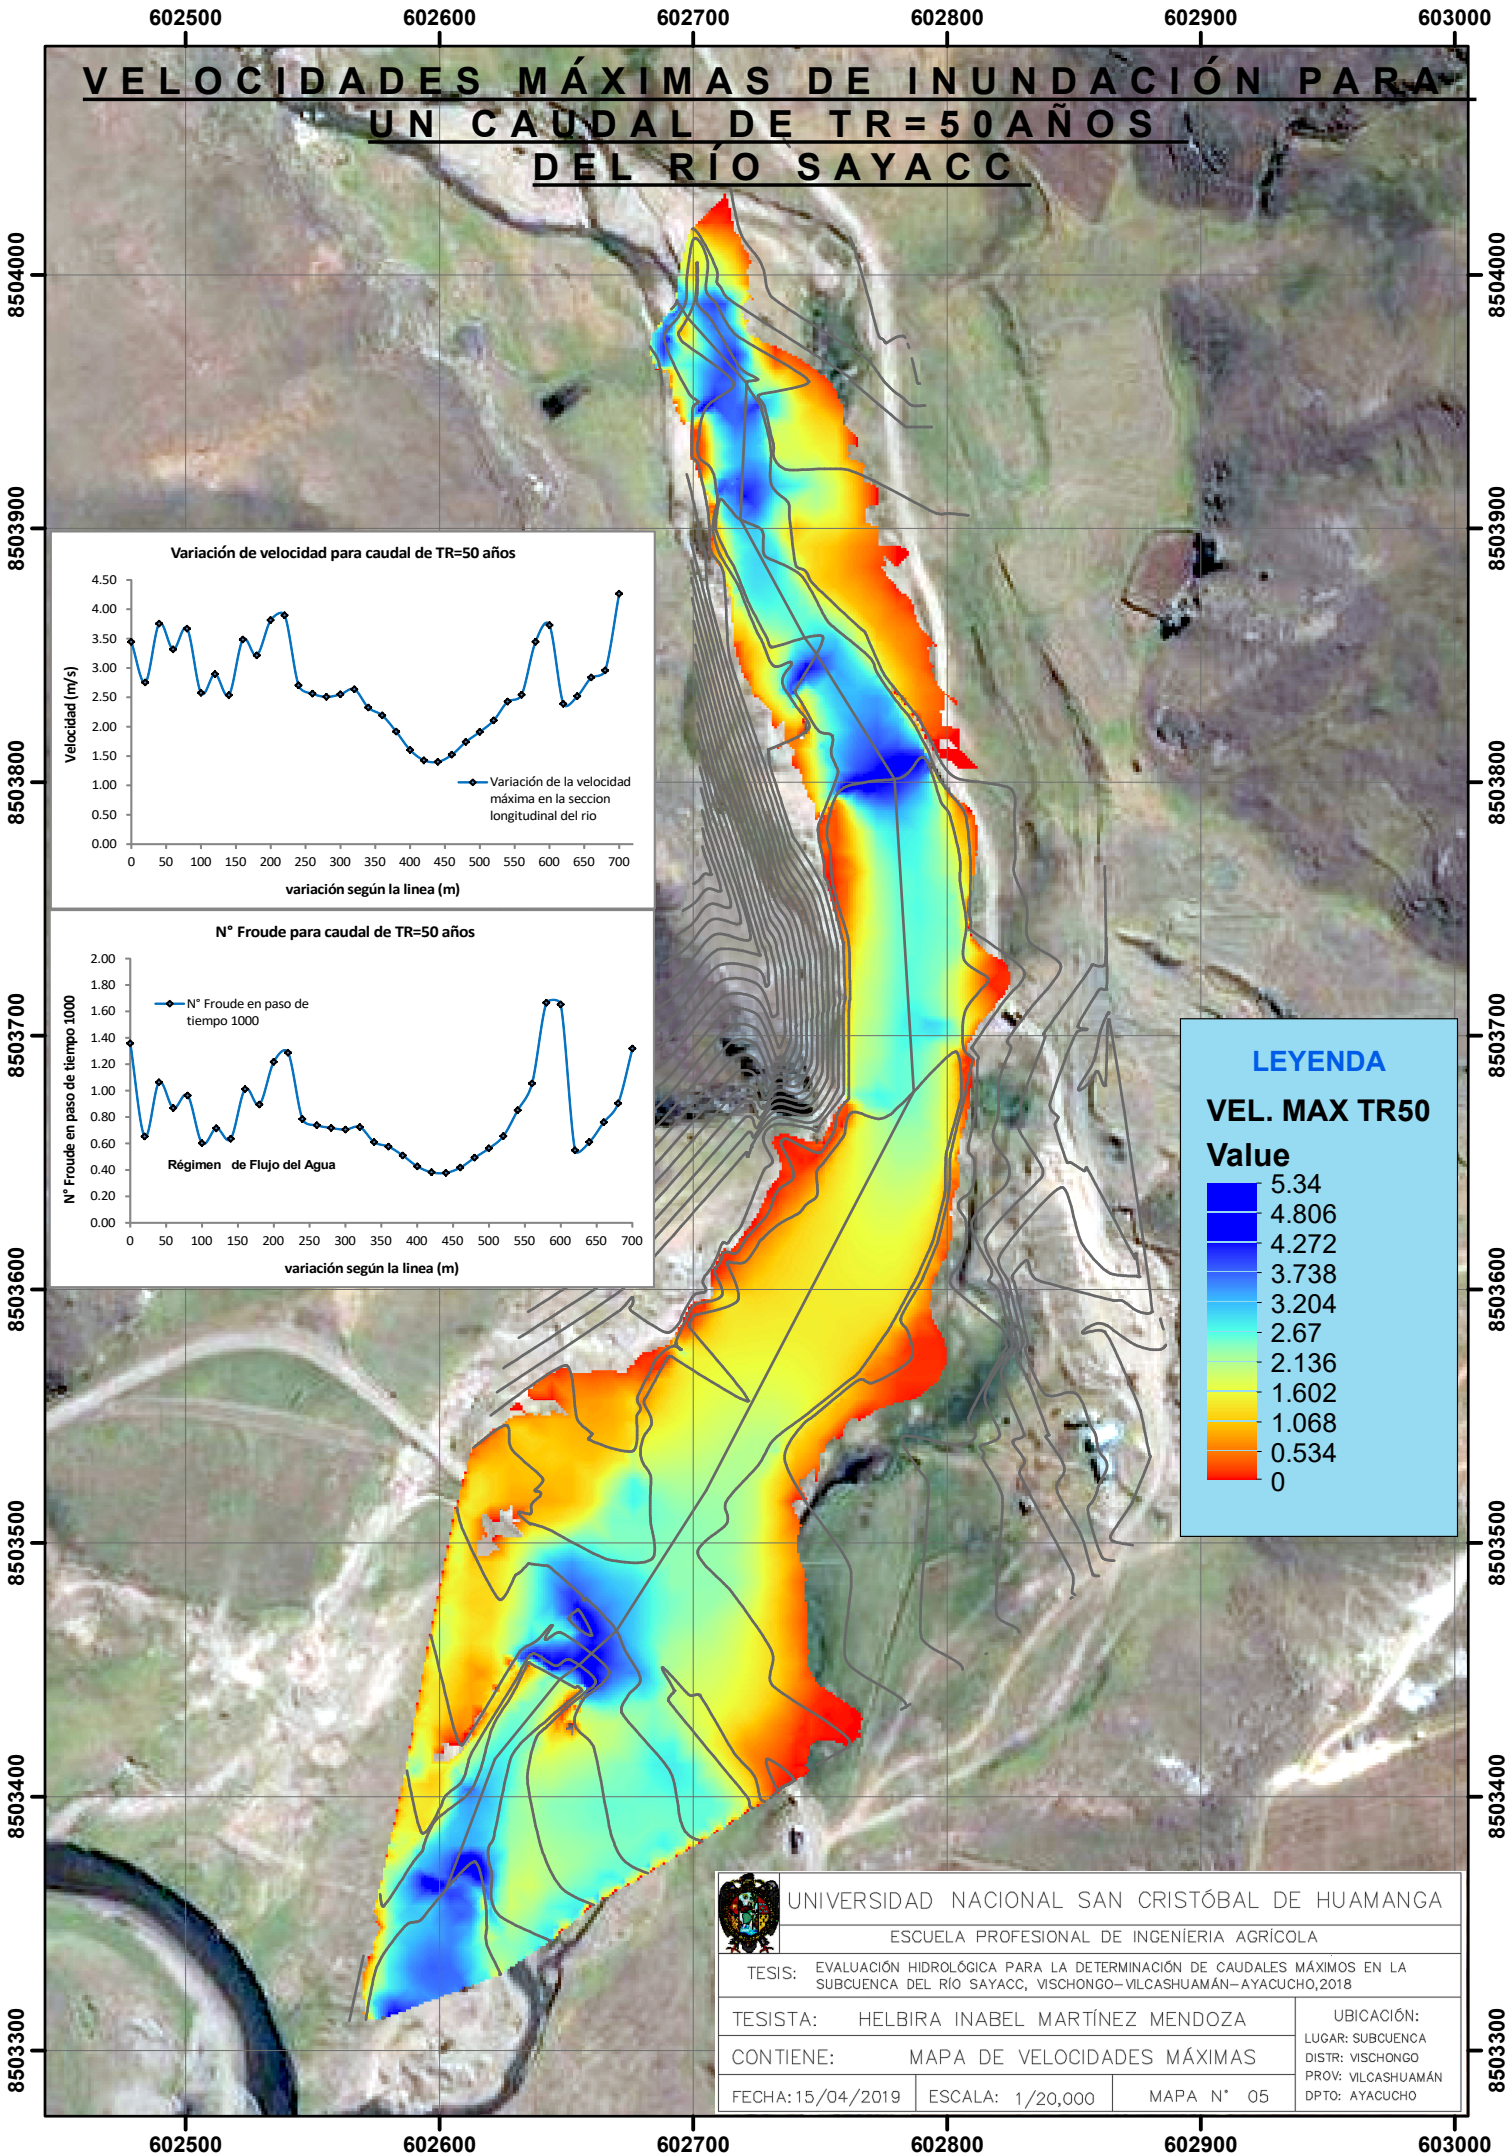 602500 602600 602700 602800 602900 603000
VELOCIDADES MÁXIMAS DE INUNDACIÓN PARA
UN CAUDAL DE TR=50AÑOS
DEL RÍO SAYACC
8504000 8504000
8503900 8503900
8503800 8503800
8503700 8503700
8503600 8503600
8503500 8503500
8503400 8503400
8503300 8503300
Variación de velocidad para caudal de TR=50 años
Velocidad (m/s)
4.50
4.00
3.50
3.00
2.50
2.00
1.50
1.00
0.50
0.00
Variación de la velocidad
máxima en la seccion
longitudinal del rio
0 50 100 150 200 250 300 350 400 450 500 550 600 650 700
variación según la linea (m)
N° Froude para caudal de TR=50 años
N° Froude en paso de tiempo 1000
2.00
1.80
1.60
1.40
1.20
1.00
0.80
0.60
0.40
0.20
0.00
N° Froude en paso de
tiempo 1000
Régimen de Flujo del Agua
0 50 100 150 200 250 300 350 400 450 500 550 600 650 700
variación según la linea (m)
LEYENDA
VEL. MAX TR50
Value
5.34
4.806
4.272
3.738
3.204
2.67
2.136
1.602
1.068
0.534
0
UNIVERSIDAD NACIONAL SAN CRISTÓBAL DE HUAMANGA
ESCUELA PROFESIONAL DE INGENÍERIA AGRÍCOLA
TESIS: EVALUACIÓN HIDROLÓGICA PARA LA DETERMINACIÓN DE CAUDALES MÁXIMOS EN LA
SUBCUENCA DEL RÍO SAYACC, VISCHONGO-VILCASHUAMÁN-AYACUCHO,2018
TESISTA: HELBIRA INABEL MARTÍNEZ MENDOZA
CONTIENE: MAPA DE VELOCIDADES MÁXIMAS
FECHA: 15/04/2019 ESCALA: 1/20,000 MAPA N° 05
UBICACIÓN:
LUGAR: SUBCUENCA
DISTR: VISCHONGO
PROV: VILCASHUAMÁN
DPTO: AYACUCHO
602500 602600 602700 602800 602900 603000